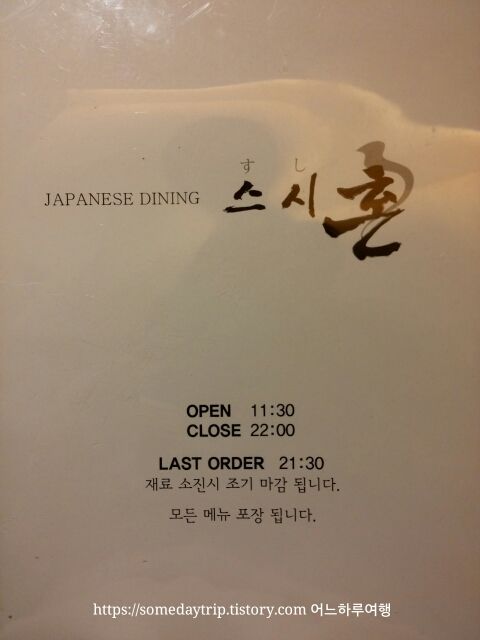 すし
JAPANESE DINING 스시혼
OPEN 11:30
CLOSE 22:00
LAST ORDER 21:30
재료 소진시 조기 마감 됩니다.
모든 메뉴 포장 됩니다.
https://somedaytrip.tistory.com 어느하루여행